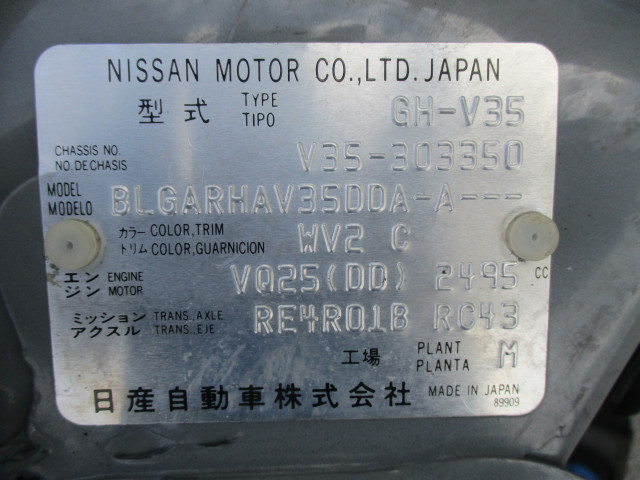 NISSAN MOTOR CO.,LTD. JAPAN
型式 TYPE TIPO GH-V35
CHASSIS NO. NO. DE CHASIS V35-303350
MODEL MODELO BLGARHAV35DDA-A---
カラー COLOR, TRIM WV2 C
トリム COLOR, GUARNICION
エンジン ENGINE MOTOR VQ25(DD) 2495 CC
ミッション TRANS., AXLE RE4R01B RC43
アクスル TRANS., EJE
工場 PLANT PLANTA M
日産自動車株式会社 MADE IN JAPAN
89909